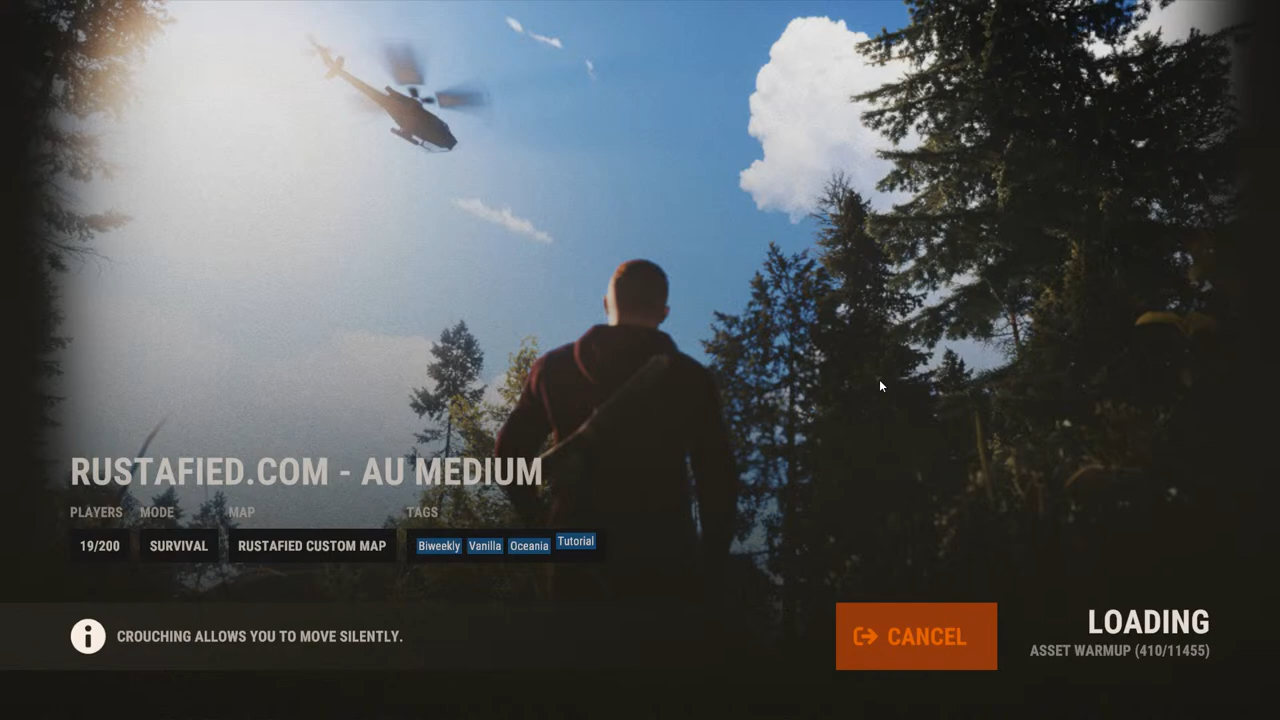 RUSTAFIED.COM - AU MEDIUM
PLAYERS MODE MAP TAGS
19/200 SURVIVAL RUSTAFIED CUSTOM MAP Biweekly Vanilla Oceania Tutorial
CROUCHING ALLOWS YOU TO MOVE SILENTLY.
CANCEL
LOADING
ASSET WARMUP (410/11455)